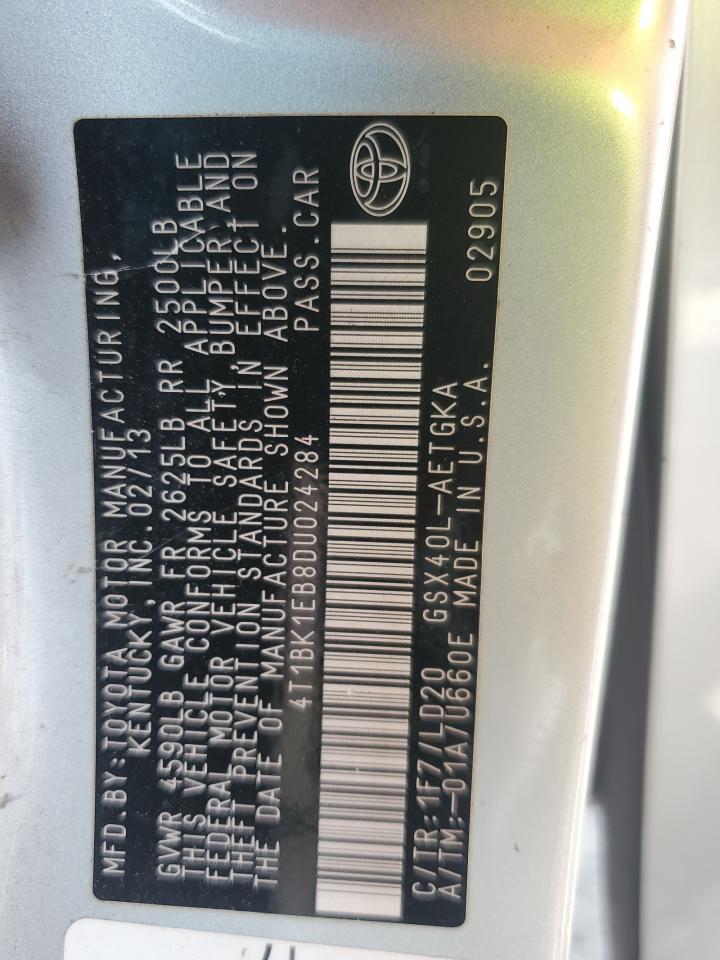 MFD.BY:TOYOTA MOTOR MANUFACTURING,
KENTUCKY, INC. 02/13
GVWR 4590LB GAWR FR 2625LB RR 2500LB
THIS VEHICLE CONFORMS TO ALL APPLICABLE
FEDERAL MOTOR VEHICLE SAFETY, BUMPER, AND
THEFT PREVENTION STANDARDS IN EFFECT ON
THE DATE OF MANUFACTURE SHOWN ABOVE.
4T1BK1EB8DU024284 PASS.CAR
C/TR:1F7/LD20 GSX40L-AETGKA
A/TM:-01A/U660E MADE IN U.S.A. 02905